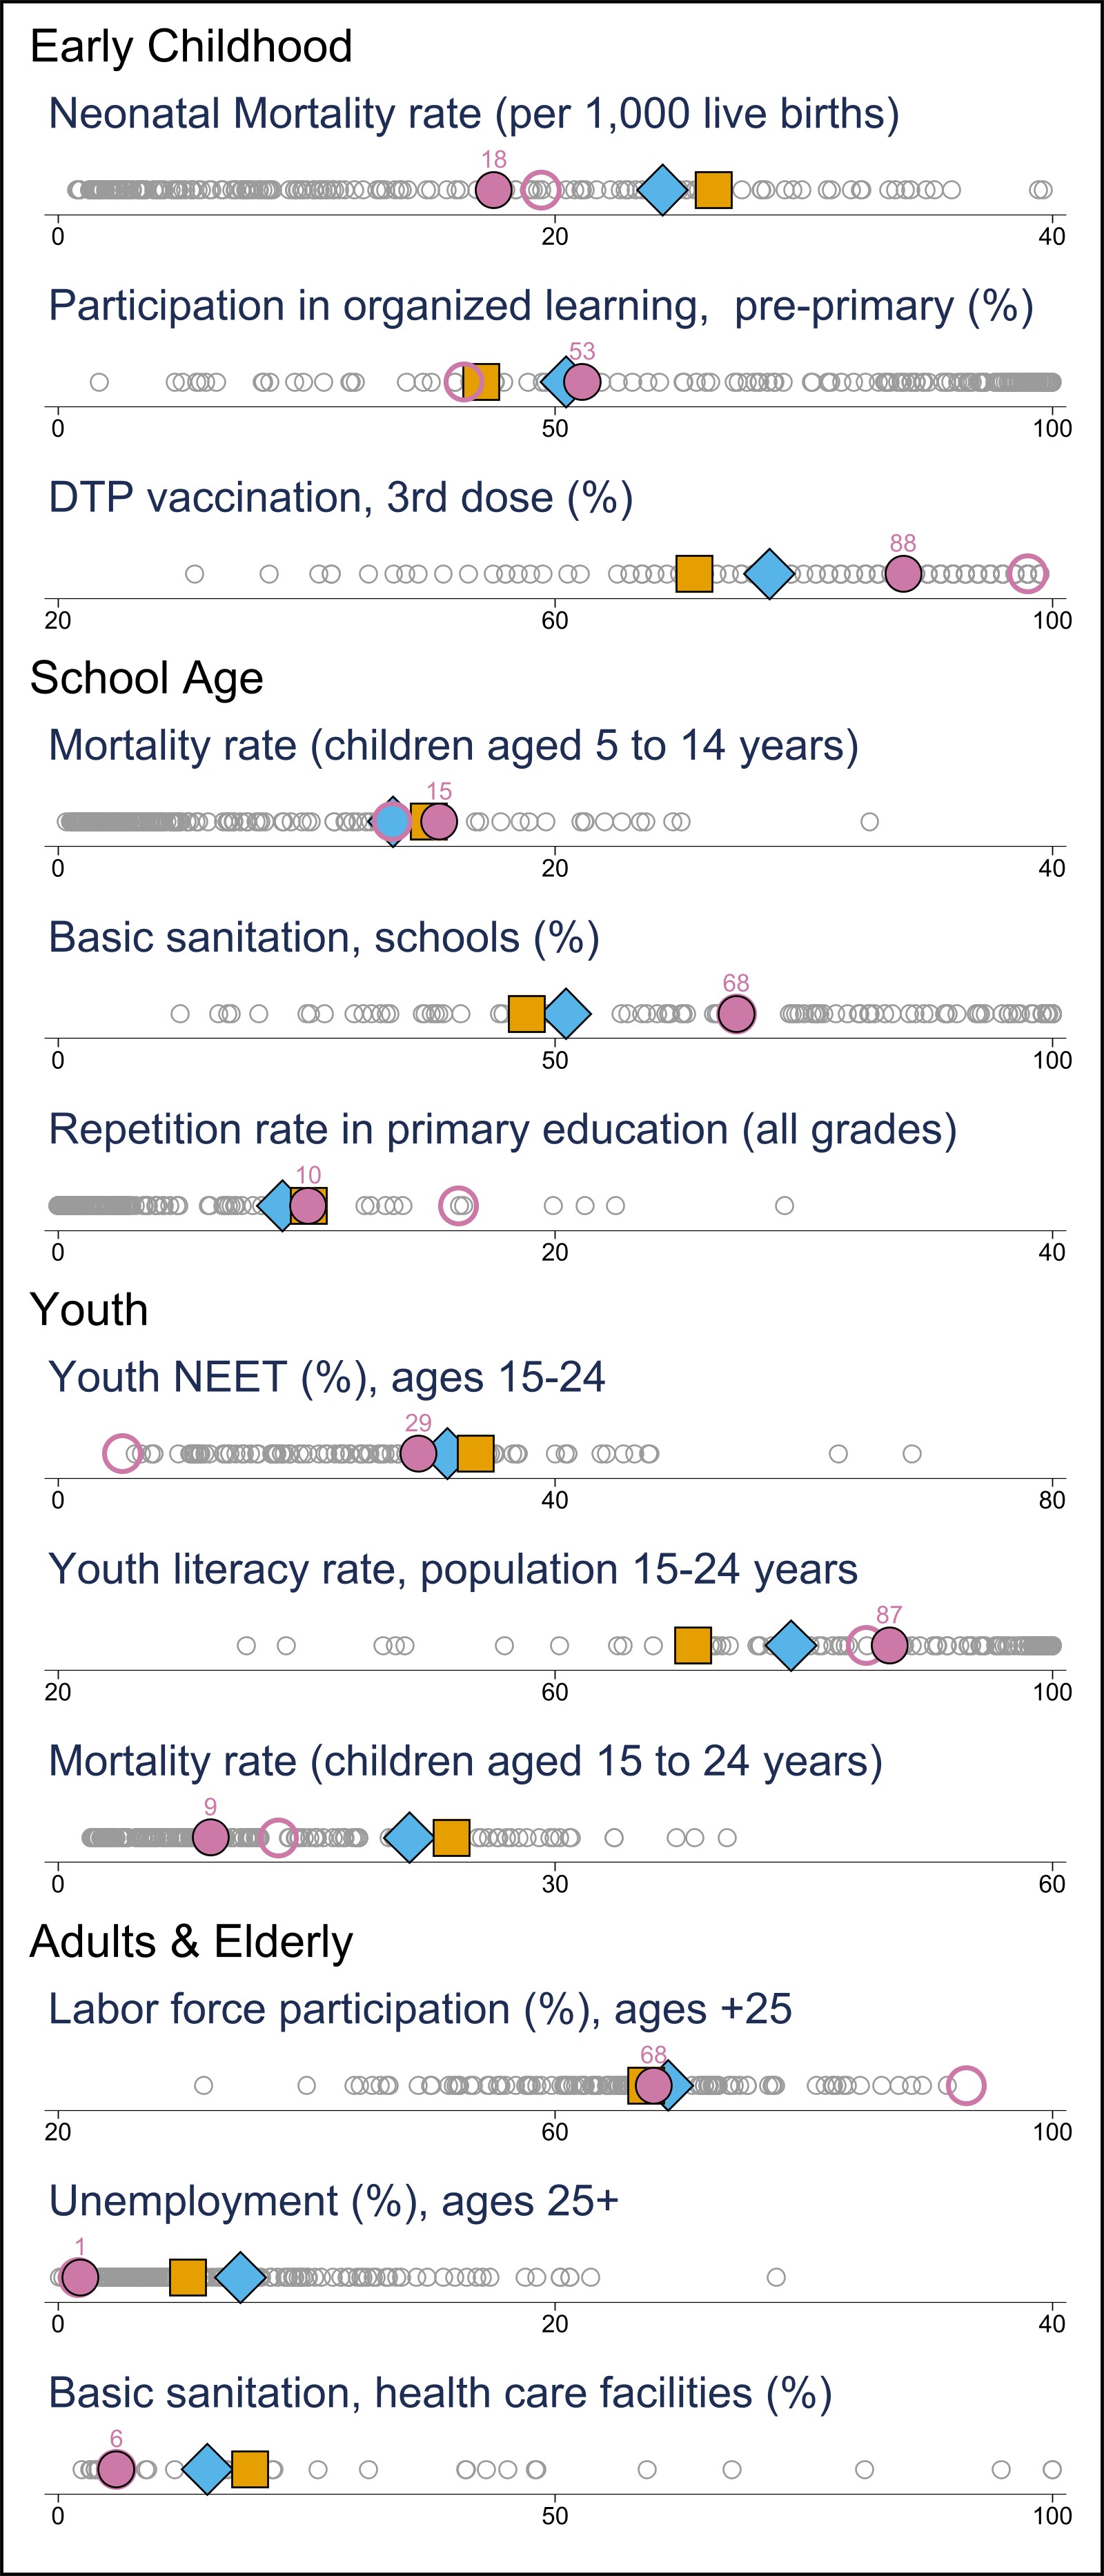 Early Childhood
Neonatal Mortality rate (per 1,000 live births)
18
0 20 40
Participation in organized learning,  pre-primary (%)
53
0 50 100
DTP vaccination, 3rd dose (%)
88
20 60 100
School Age
Mortality rate (children aged 5 to 14 years)
15
0 20 40
Basic sanitation, schools (%)
68
0 50 100
Repetition rate in primary education (all grades)
10
0 20 40
Youth
Youth NEET (%), ages 15-24
29
0 40 80
Youth literacy rate, population 15-24 years
87
20 60 100
Mortality rate (children aged 15 to 24 years)
9
0 30 60
Adults & Elderly
Labor force participation (%), ages +25
68
20 60 100
Unemployment (%), ages 25+
1
0 20 40
Basic sanitation, health care facilities (%)
6
0 50 100